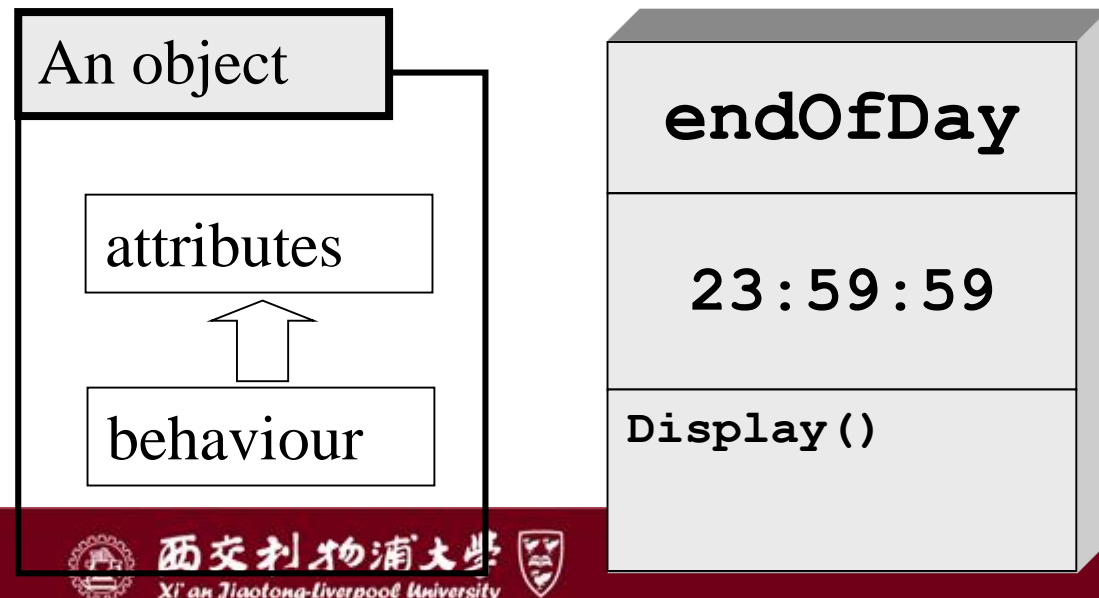 An object
attributes
behaviour
endOfDay
23:59:59
Display()
西交利物浦大学
Xi'an Jiaotong-Liverpool University